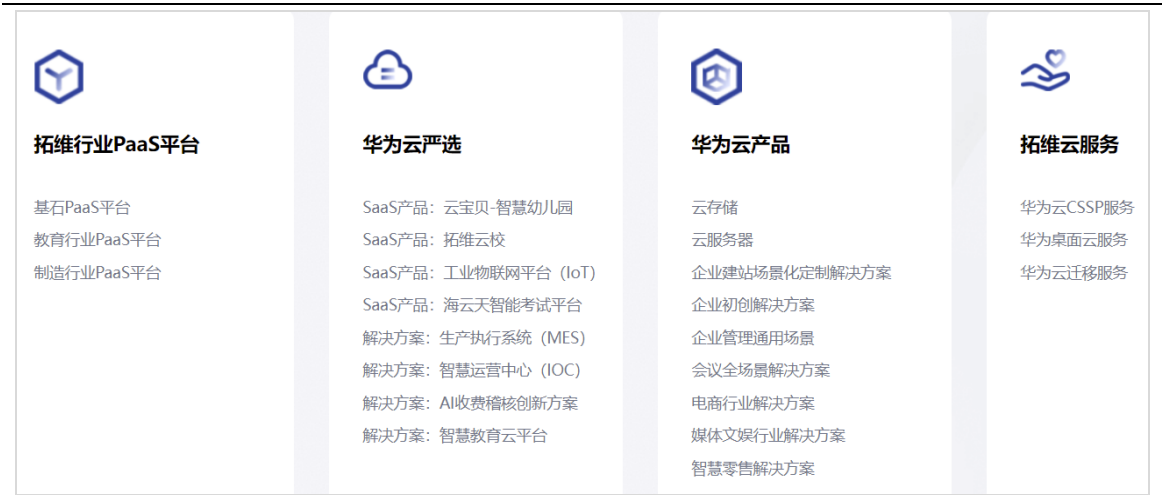 拓维行业PaaS平台
基石PaaS平台
教育行业PaaS平台
制造行业PaaS平台
华为云严选
SaaS产品：云宝贝-智慧幼儿园
SaaS产品：拓维云校
SaaS产品：工业物联网平台（IoT）
SaaS产品：海云天智能考试平台
解决方案：生产执行系统（MES）
解决方案：智慧运营中心（IOC）
解决方案：AI收费稽核创新方案
解决方案：智慧教育云平台
华为云产品
云存储
云服务器
企业建站场景化定制解决方案
企业初创解决方案
企业管理通用场景
会议全场景解决方案
电商行业解决方案
媒体文娱行业解决方案
智慧零售解决方案
拓维云服务
华为云CSSP服务
华为桌面云服务
华为云迁移服务